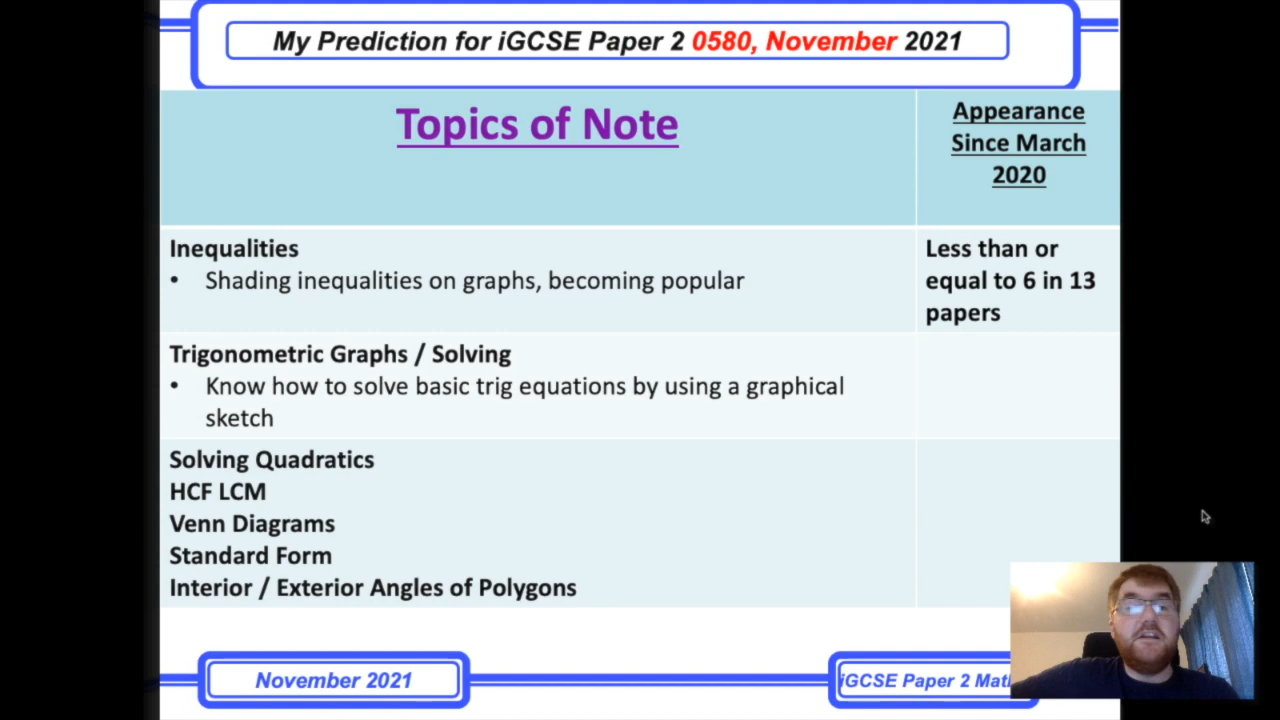 My Prediction for iGCSE Paper 2 0580, November 2021
Topics of Note
Appearance
Since March
2020
Inequalities
• Shading inequalities on graphs, becoming popular
Less than or
equal to 6 in 13
papers
Trigonometric Graphs / Solving
• Know how to solve basic trig equations by using a graphical
sketch
Solving Quadratics
HCF LCM
Venn Diagrams
Standard Form
Interior / Exterior Angles of Polygons
November 2021
iGCSE Paper 2